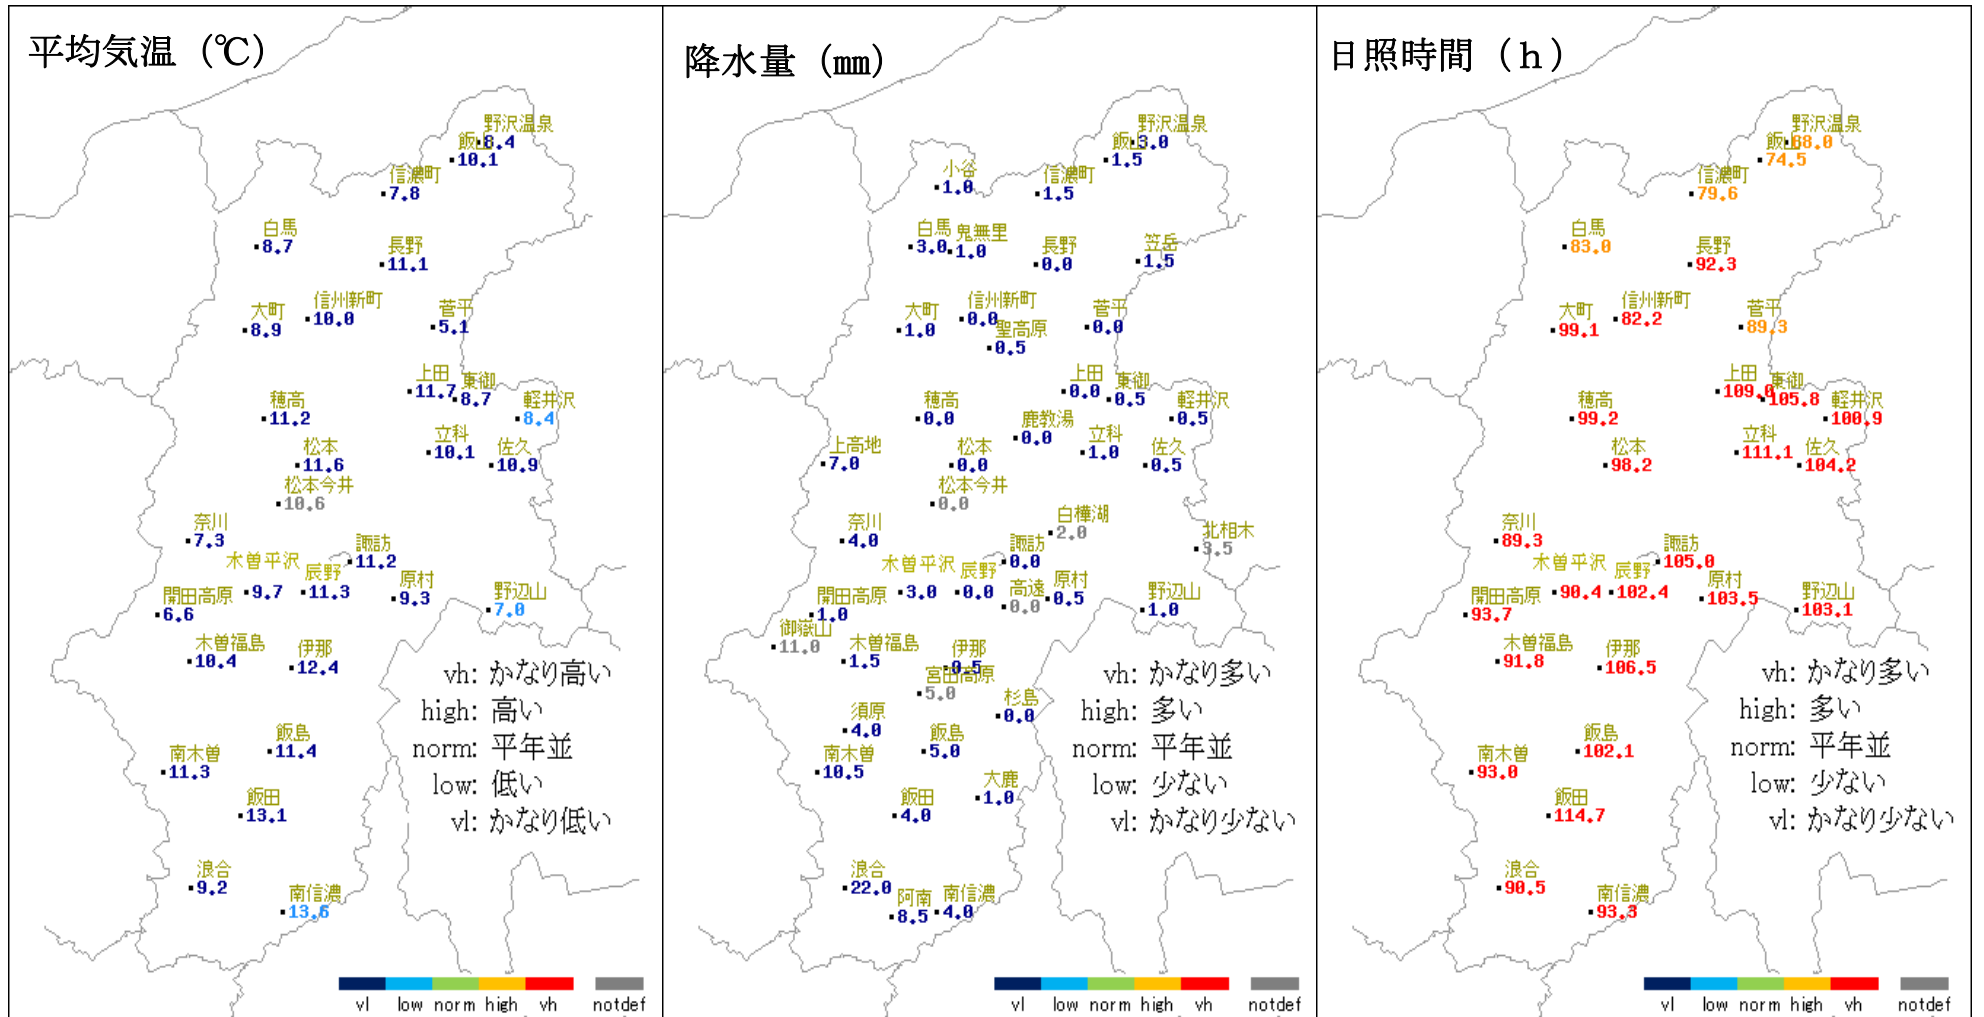 平均気温（℃）
野沢温泉
8.4
飯山
10.1
信濃町
7.8
白馬
8.7
長野
11.1
信州新町
10.0
大町
8.9
菅平
5.1
上田
11.7
東御
8.7
軽井沢
8.4
穂高
11.2
立科
10.1
松本
11.6
佐久
10.9
松本今井
10.6
奈川
7.3
諏訪
11.2
木曽平沢
9.7
辰野
11.3
原村
9.3
開田高原
6.6
野辺山
7.0
木曽福島
10.4
伊那
12.4
飯島
11.4
南木曽
11.3
飯田
13.1
浪合
9.2
南信濃
13.6
vh: かなり高い
high: 高い
norm: 平年並
low: 低い
vl: かなり低い
vl low norm high vh notdef
降水量（㎜）
野沢温泉
3.0
飯山
1.5
小谷
1.0
信濃町
1.5
白馬
3.0
鬼無里
1.0
長野
0.0
笠岳
1.5
大町
1.0
信州新町
0.0
聖高原
0.5
菅平
0.0
上田
0.0
東御
0.5
穂高
0.0
軽井沢
0.5
鹿教湯
0.0
上高地
7.0
松本
0.0
立科
1.0
佐久
0.5
松本今井
0.0
白樺湖
2.0
奈川
4.0
北相木
3.5
諏訪
0.0
木曽平沢
3.0
辰野
0.0
高遠
0.0
原村
0.5
開田高原
1.0
野辺山
1.0
御嶽山
11.0
木曽福島
1.5
伊那
0.5
宮田高原
5.0
杉島
0.0
須原
4.0
飯島
5.0
南木曽
10.5
大鹿
1.0
飯田
4.0
浪合
22.0
阿南
8.5
南信濃
4.0
vh: かなり多い
high: 多い
norm: 平年並
low: 少ない
vl: かなり少ない
vl low norm high vh notdef
日照時間（ｈ）
野沢温泉
68.0
飯山
74.5
信濃町
79.6
白馬
83.0
長野
92.3
信州新町
82.2
大町
99.1
菅平
89.3
上田
109.0
東御
105.8
軽井沢
100.9
穂高
99.2
立科
111.1
松本
98.2
佐久
104.2
奈川
89.3
諏訪
105.0
木曽平沢
90.4
辰野
102.4
原村
103.5
開田高原
93.7
野辺山
103.1
木曽福島
91.8
伊那
106.5
飯島
102.1
南木曽
93.0
飯田
114.7
浪合
90.5
南信濃
93.3
vh: かなり多い
high: 多い
norm: 平年並
low: 少ない
vl: かなり少ない
vl low norm high vh notdef